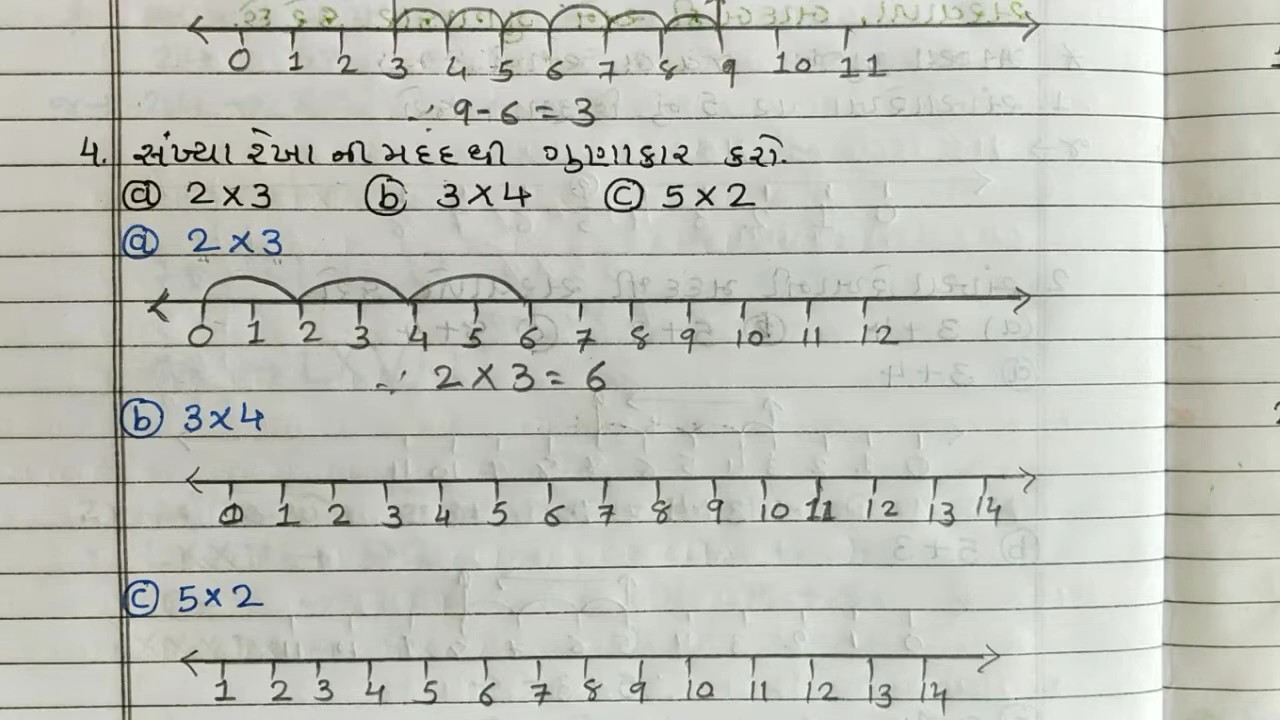 0 1 2 3 4 5 6 7 8 9 10 11
∴ 9-6 = 3
4. સંખ્યા રેખા ની મદદ થી ગુણાકાર કરો.
ⓐ 2×3 ⓑ 3×4 ⓒ 5×2
ⓐ 2×3
0 1 2 3 4 5 6 7 8 9 10 11 12
∴ 2×3 = 6
ⓑ 3×4
0 1 2 3 4 5 6 7 8 9 10 11 12 13 14
ⓒ 5×2
1 2 3 4 5 6 7 8 9 10 11 12 13 14